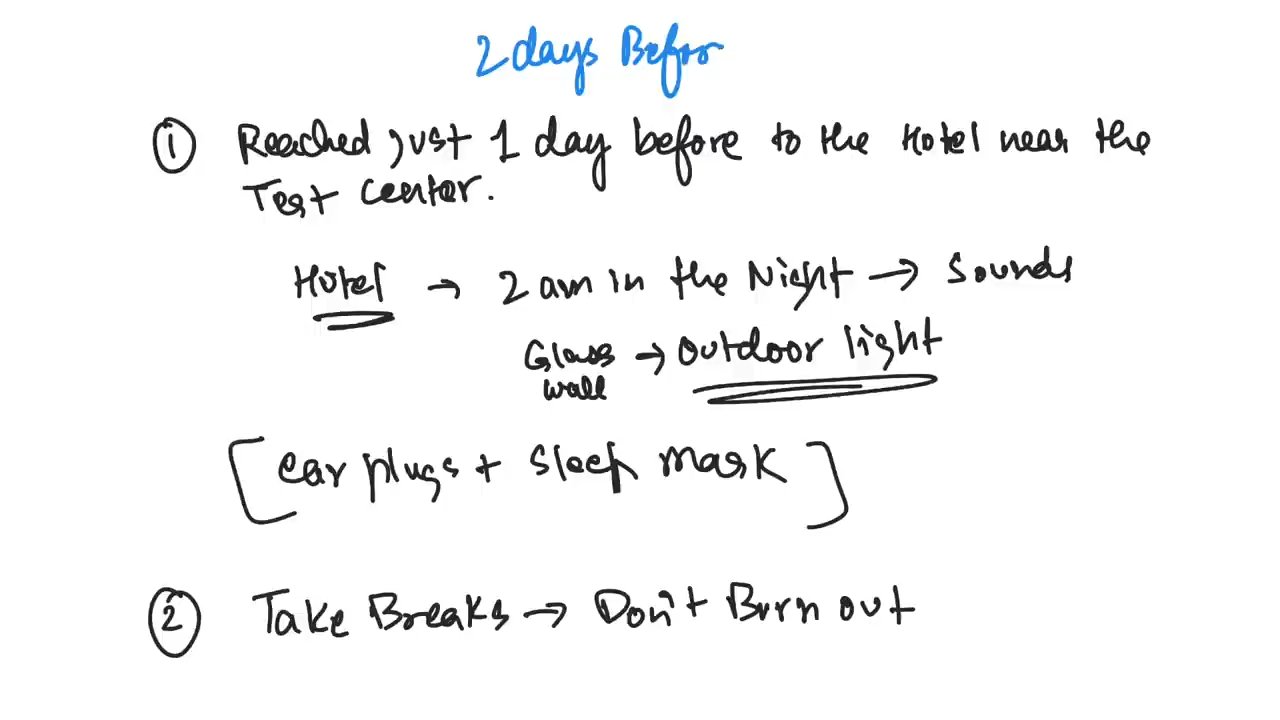 2 days Befor
① Reached just 1 day before to the Hotel near the
Test center.
Hotel → 2 am in the Night → Sounds
Glass wall → Outdoor light
[ear plugs + sleep mask]
② Take Breaks → Don't Burn out